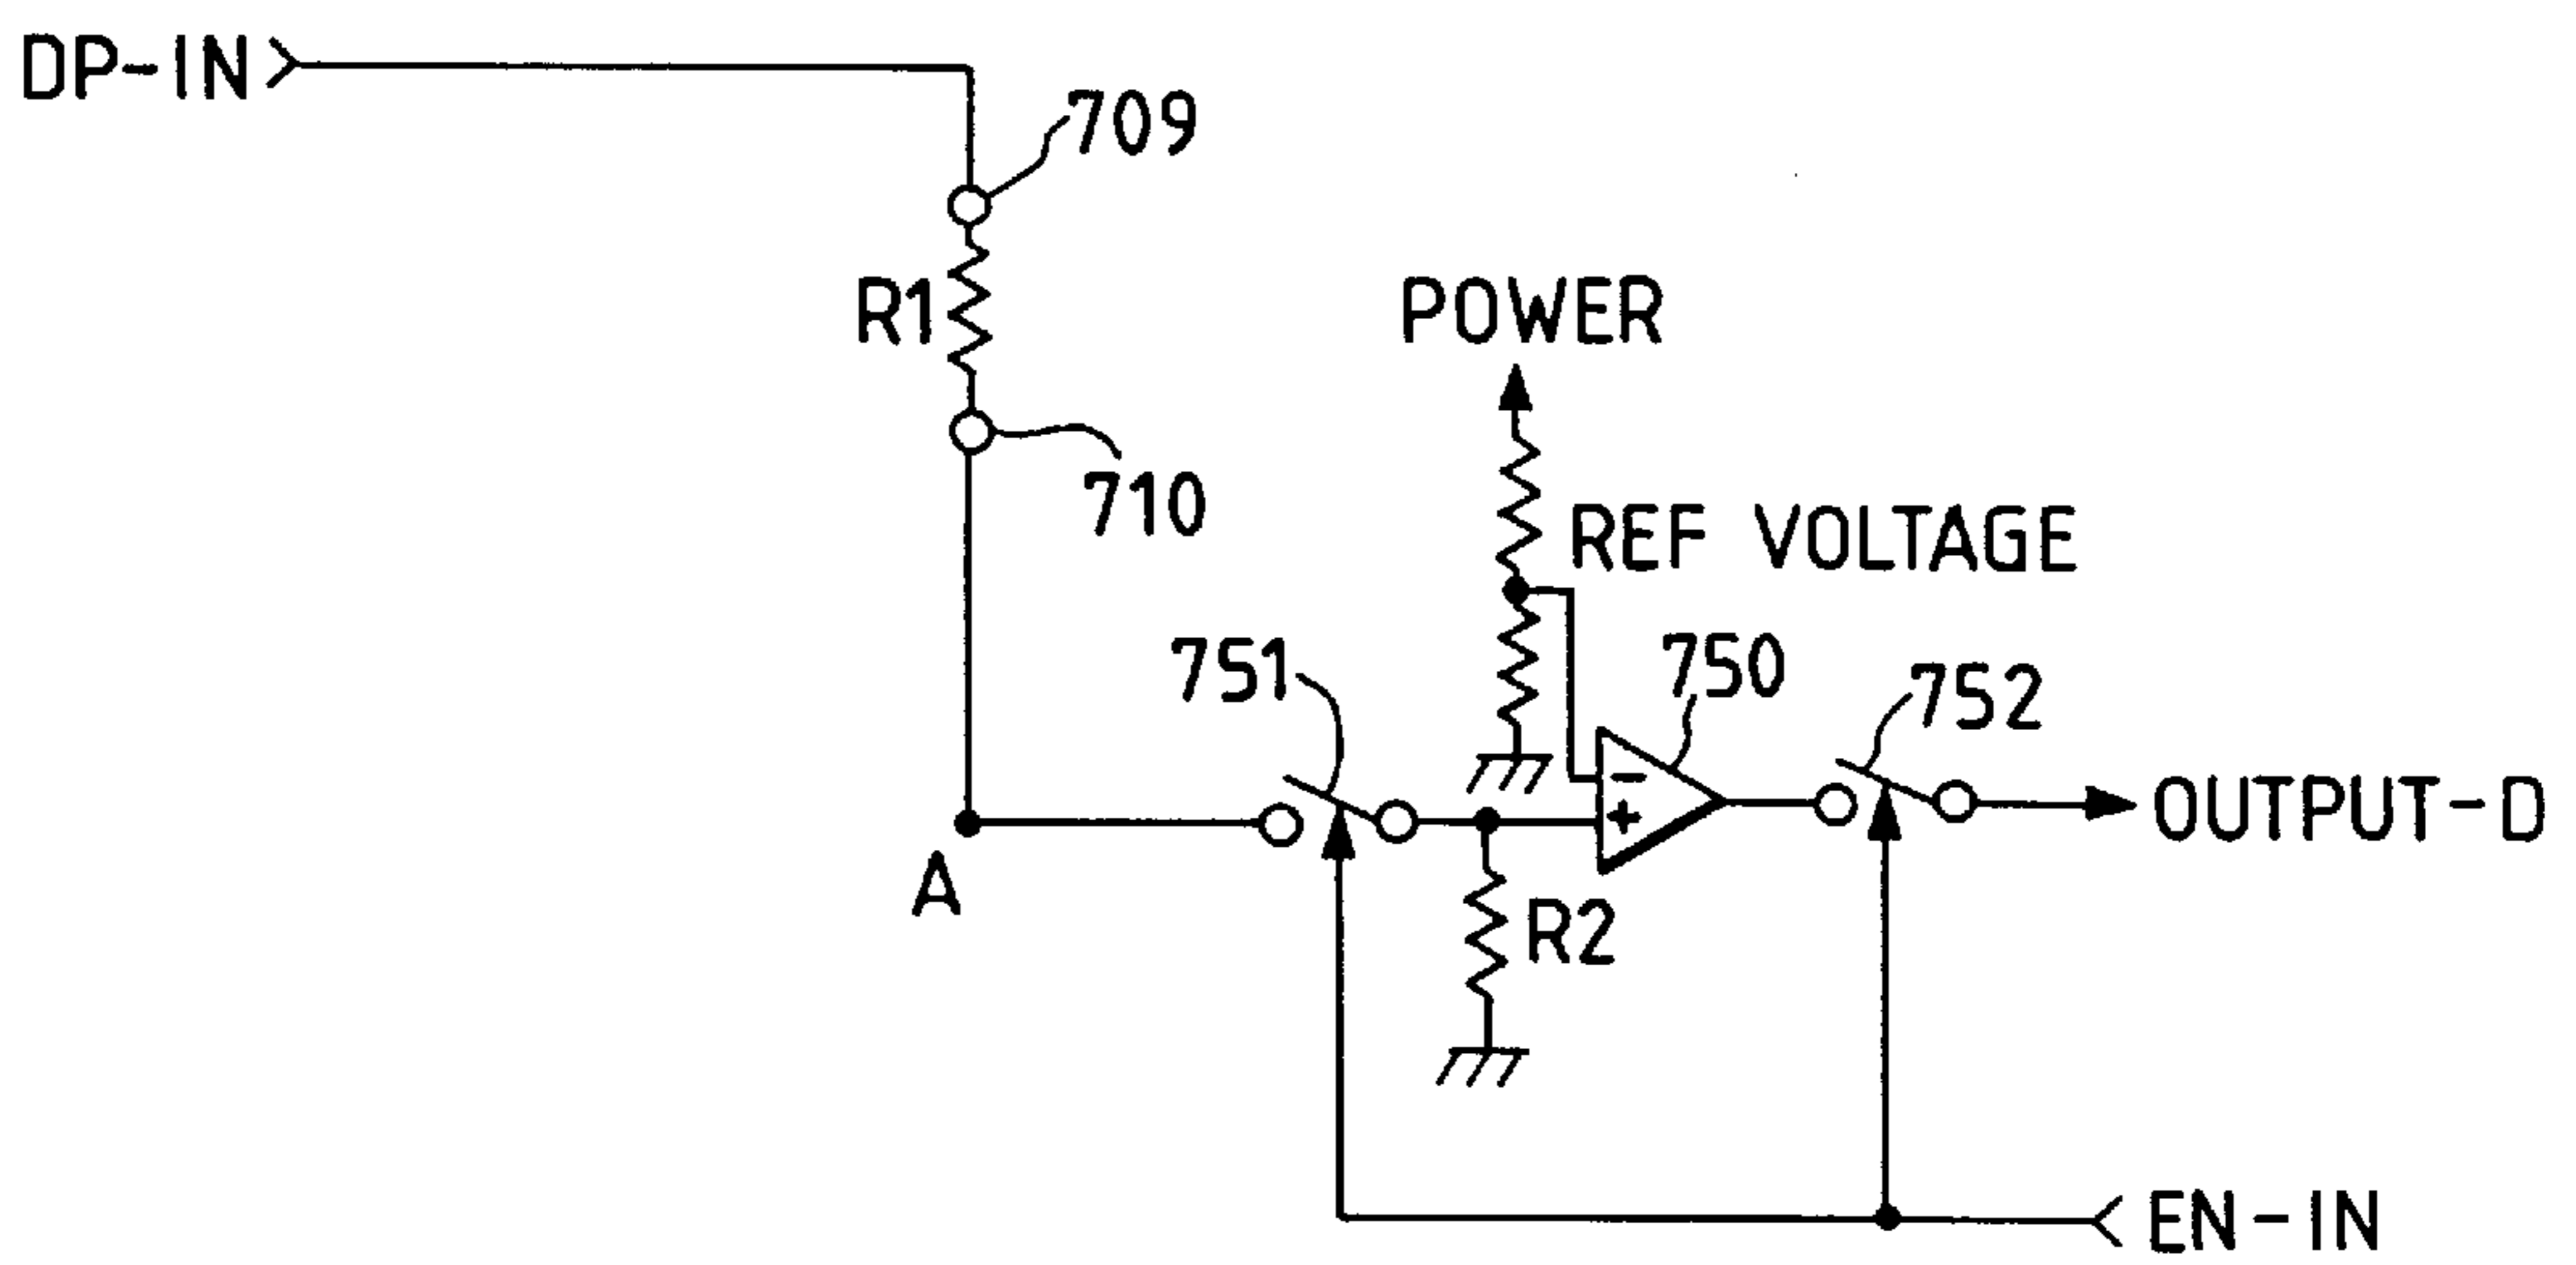 DP-IN
709
R1
POWER
710
REF VOLTAGE
751
750
752
-
+
OUTPUT-D
A
R2
EN-IN